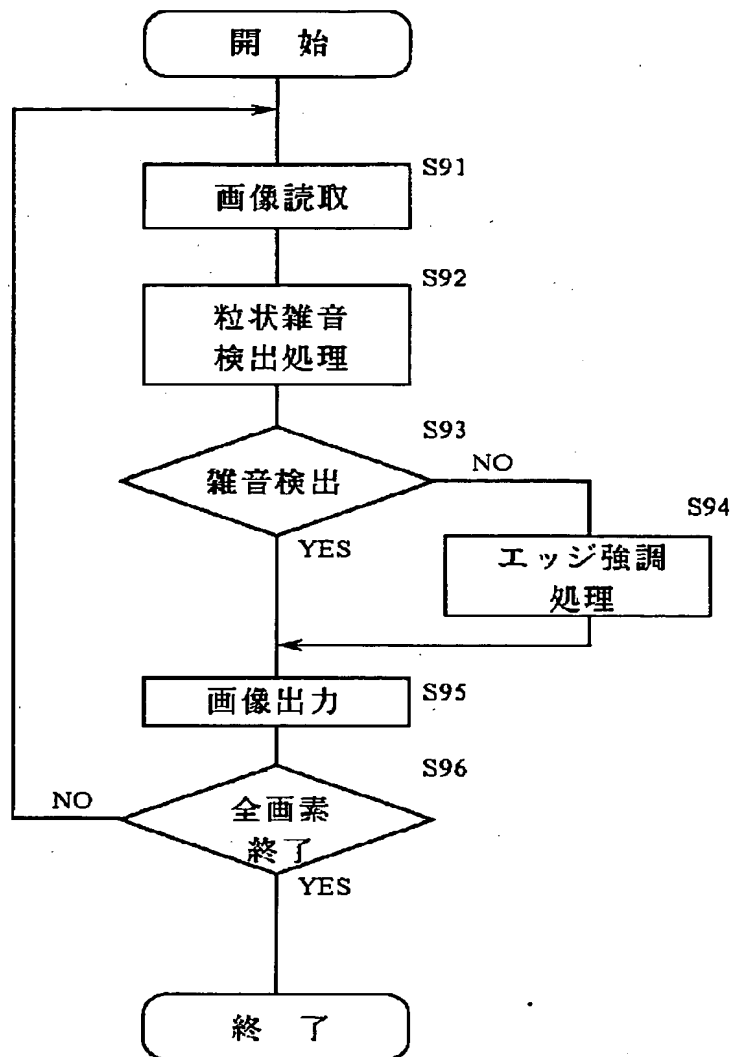 開 始
S91
画像読取
S92
粒状雑音
検出処理
S93
雑音検出
NO
YES
S94
エッジ強調
処理
画像出力
S95
S96
全画素
終了
NO
YES
終 了